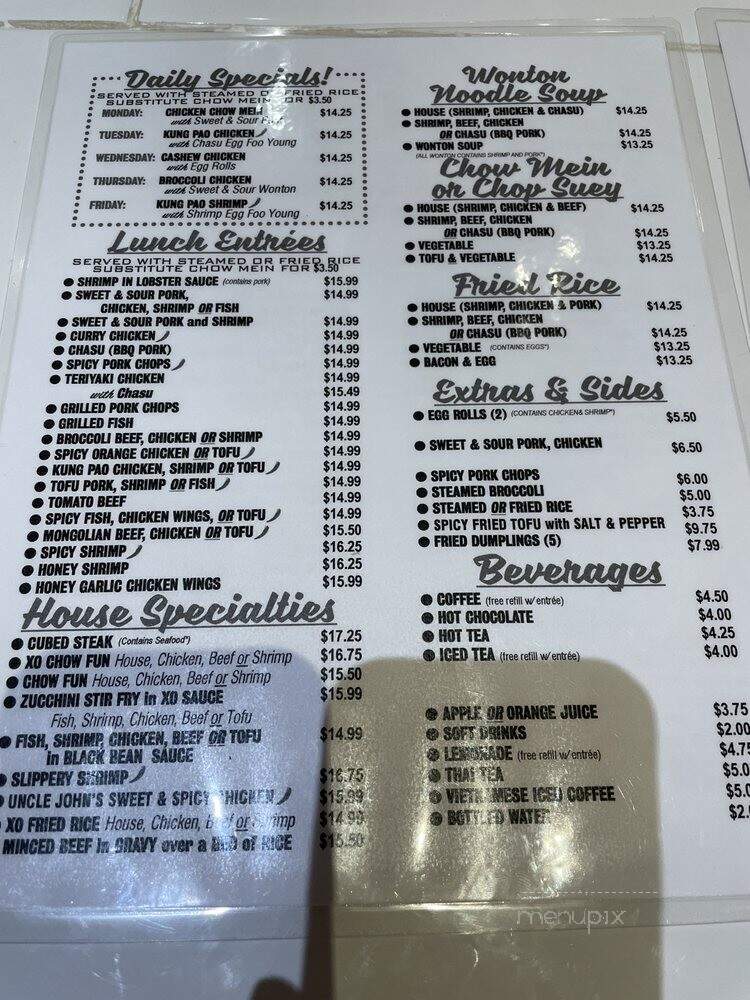 Daily Specials!
SERVED WITH STEAMED OR FRIED RICE
SUBSTITUTE CHOW MEIN FOR $3.50
MONDAY: CHICKEN CHOW MEIN $14.25
with Sweet & Sour Pork
TUESDAY: KUNG PAO CHICKEN $14.25
with Chasu Egg Foo Young
WEDNESDAY: CASHEW CHICKEN $14.25
with Egg Rolls
THURSDAY: BROCCOLI CHICKEN $14.25
with Sweet & Sour Wonton
FRIDAY: KUNG PAO SHRIMP $14.25
with Shrimp Egg Foo Young
Lunch Entrées
SERVED WITH STEAMED OR FRIED RICE
SUBSTITUTE CHOW MEIN FOR $3.50
SHRIMP IN LOBSTER SAUCE (contains pork) $15.99
SWEET & SOUR PORK, $14.99
CHICKEN, SHRIMP OR FISH
SWEET & SOUR PORK and SHRIMP $14.99
CURRY CHICKEN $14.99
CHASU (BBQ PORK) $14.99
SPICY PORK CHOPS $14.99
TERIYAKI CHICKEN $14.99
with Chasu $15.49
GRILLED PORK CHOPS $14.99
GRILLED FISH $14.99
BROCCOLI BEEF, CHICKEN OR SHRIMP $14.99
SPICY ORANGE CHICKEN OR TOFU $14.99
KUNG PAO CHICKEN, SHRIMP OR TOFU $14.99
TOFU PORK, SHRIMP OR FISH $14.99
TOMATO BEEF $14.99
SPICY FISH, CHICKEN WINGS, OR TOFU $14.99
MONGOLIAN BEEF, CHICKEN OR TOFU $15.50
SPICY SHRIMP $16.25
HONEY SHRIMP $16.25
HONEY GARLIC CHICKEN WINGS $15.99
House Specialties
CUBED STEAK (Contains Seafood*) $17.25
XO CHOW FUN House, Chicken, Beef or Shrimp $16.75
CHOW FUN House, Chicken, Beef or Shrimp $15.50
ZUCCHINI STIR FRY in XO SAUCE $15.99
Fish, Shrimp, Chicken, Beef or Tofu
FISH, SHRIMP, CHICKEN, BEEF OR TOFU $14.99
in BLACK BEAN SAUCE
SLIPPERY SHRIMP $16.75
UNCLE JOHN'S SWEET & SPICY CHICKEN $15.99
XO FRIED RICE House, Chicken, Beef or Shrimp $14.99
MINCED BEEF in GRAVY over a BED of RICE $15.50
Wonton
Noodle Soup
HOUSE (SHRIMP, CHICKEN & CHASU) $14.25
SHRIMP, BEEF, CHICKEN
OR CHASU (BBQ PORK) $14.25
WONTON SOUP $13.25
(ALL WONTON CONTAINS SHRIMP AND PORK*)
Chow Mein
or Chop Suey
HOUSE (SHRIMP, CHICKEN & BEEF) $14.25
SHRIMP, BEEF, CHICKEN
OR CHASU (BBQ PORK) $14.25
VEGETABLE $13.25
TOFU & VEGETABLE $14.25
Fried Rice
HOUSE (SHRIMP, CHICKEN & PORK) $14.25
SHRIMP, BEEF, CHICKEN
OR CHASU (BBQ PORK) $14.25
VEGETABLE (CONTAINS EGGS*) $13.25
BACON & EGG $13.25
Extras & Sides
EGG ROLLS (2) (CONTAINS CHICKEN& SHRIMP*) $5.50
SWEET & SOUR PORK, CHICKEN $6.50
SPICY PORK CHOPS $6.00
STEAMED BROCCOLI $5.00
STEAMED OR FRIED RICE $3.75
SPICY FRIED TOFU with SALT & PEPPER $9.75
FRIED DUMPLINGS (5) $7.99
Beverages
COFFEE (free refill w/entrée) $4.50
HOT CHOCOLATE $4.00
HOT TEA $4.25
ICED TEA (free refill w/entrée) $4.00
APPLE OR ORANGE JUICE $3.75
SOFT DRINKS $2.00
LEMONADE (free refill w/entrée) $4.75
THAI TEA $5.0
VIETNAMESE ICED COFFEE $5.0
BOTTLED WATER $2.
menupix